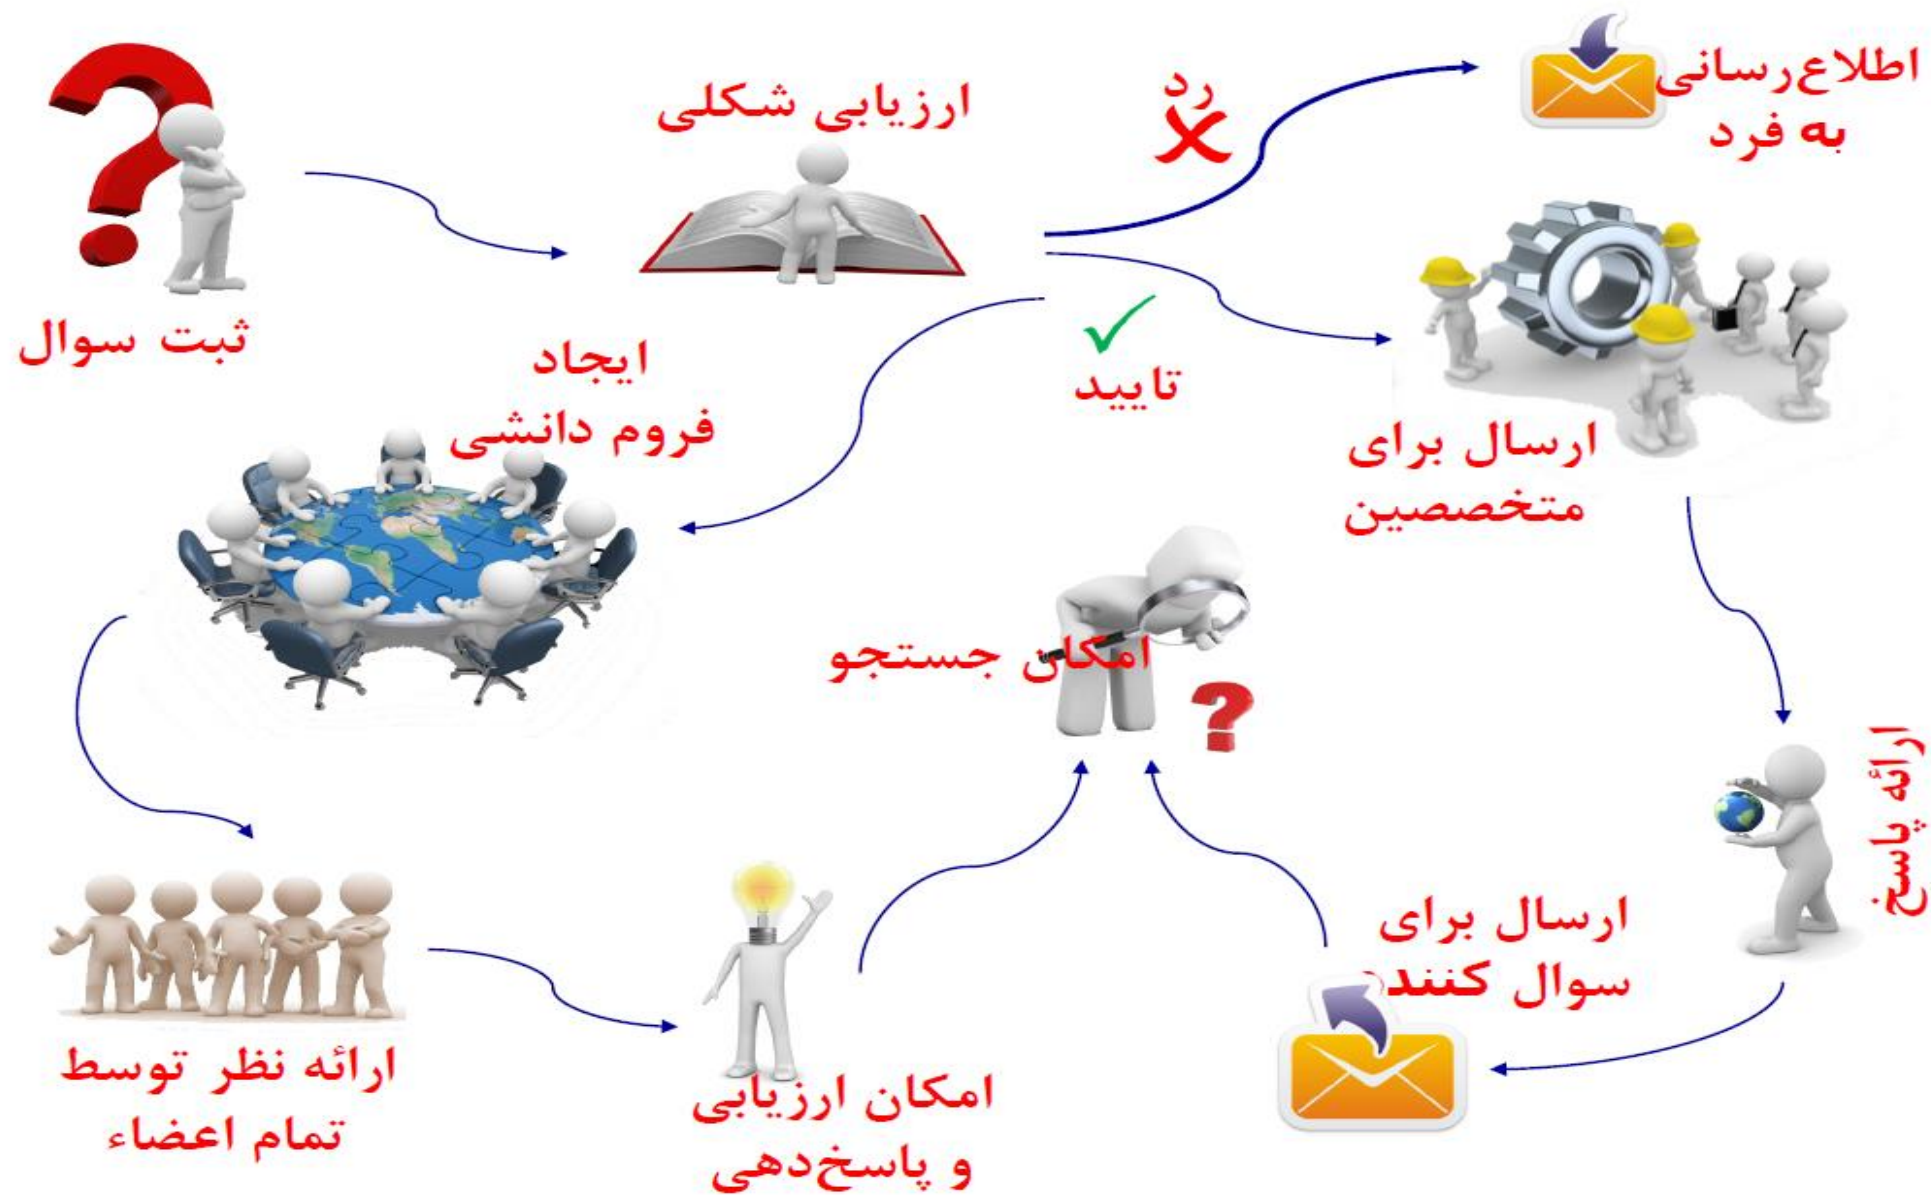 ثبت سوال
ارزیابی شکلی
رد
اطلاع‌رسانی
به فرد
تایید
ارسال برای
متخصصین
ایجاد
فروم دانشی
امکان جستجو
ارائه پاسخ
ارسال برای
سوال کننده
ارائه نظر توسط
تمام اعضاء
امکان ارزیابی
و پاسخ‌دهی